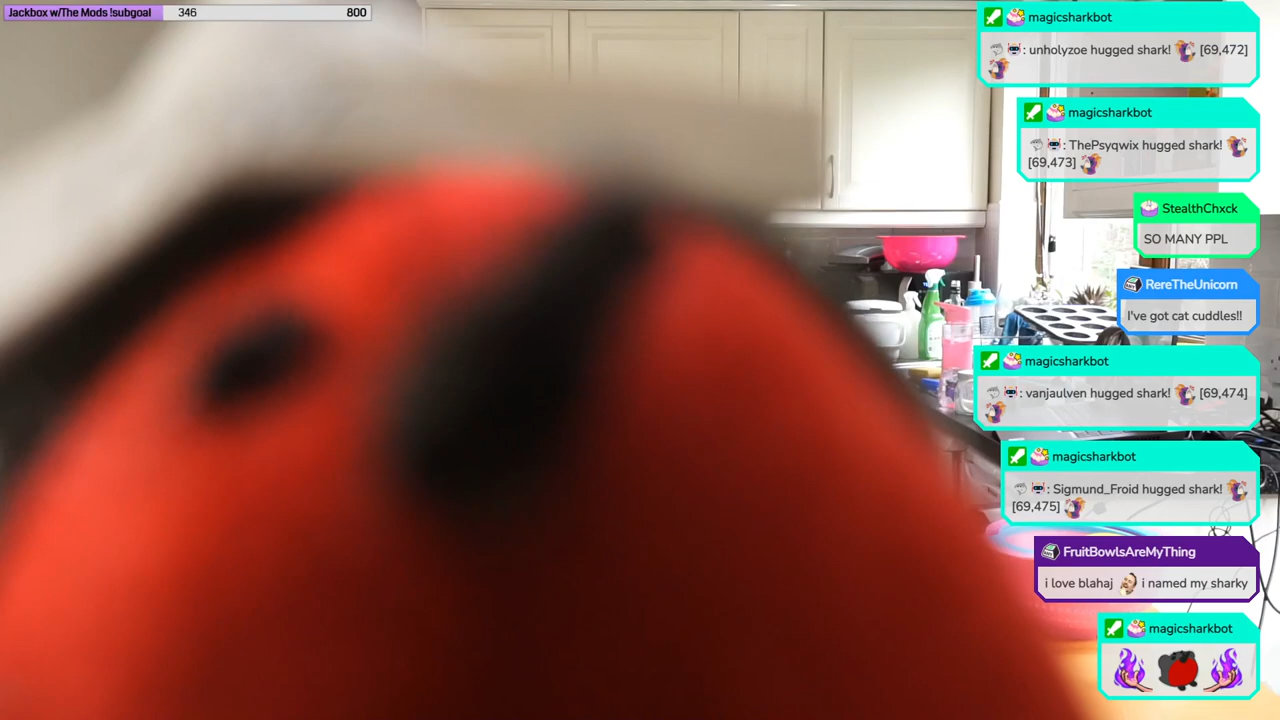 Jackbox w/The Mods !subgoal 346 800
magicsharkbot
: unholyzoe hugged shark! [69,472]
magicsharkbot
: ThePsyqwix hugged shark!
[69,473]
StealthChxck
SO MANY PPL
RereTheUnicorn
I've got cat cuddles!!
magicsharkbot
: vanjaulven hugged shark! [69,474]
magicsharkbot
: Sigmund_Froid hugged shark!
[69,475]
FruitBowlsAreMyThing
i love blahaj i named my sharky
magicsharkbot